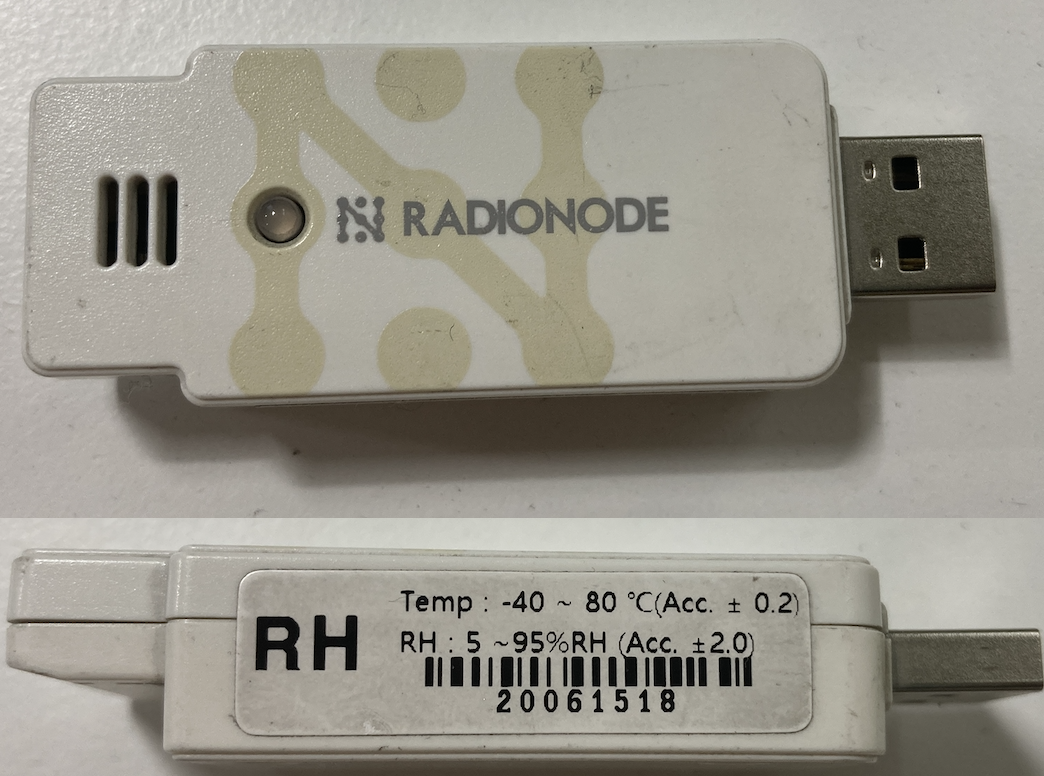 RADIONODE
RH
Temp : -40 ~ 80 ℃(Acc. ± 0.2)
RH : 5 ~95%RH (Acc. ±2.0)
20061518